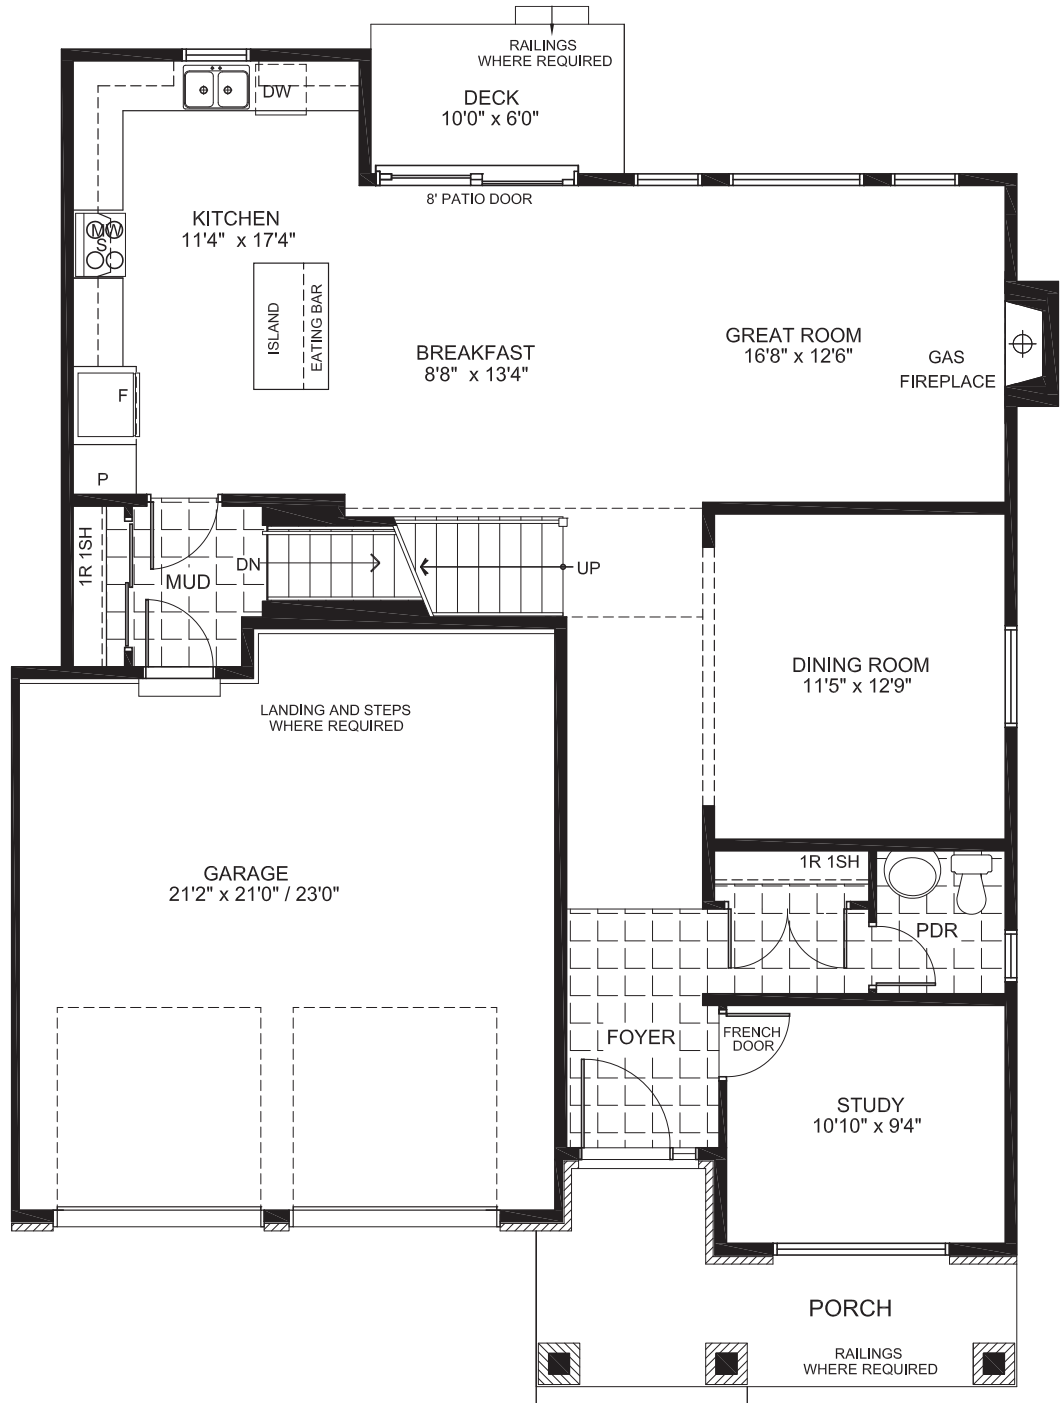 RAILINGS
WHERE REQUIRED
DECK
10'0" x 6'0"
DW
8' PATIO DOOR
KITCHEN
11'4" x 17'4"
MW
S
ISLAND
EATING BAR
BREAKFAST
8'8" x 13'4"
GREAT ROOM
16'8" x 12'6"
GAS
FIREPLACE
F
P
1R 1SH
MUD
DN
UP
DINING ROOM
11'5" x 12'9"
LANDING AND STEPS
WHERE REQUIRED
GARAGE
21'2" x 21'0" / 23'0"
1R 1SH
PDR
FOYER
FRENCH
DOOR
STUDY
10'10" x 9'4"
PORCH
RAILINGS
WHERE REQUIRED